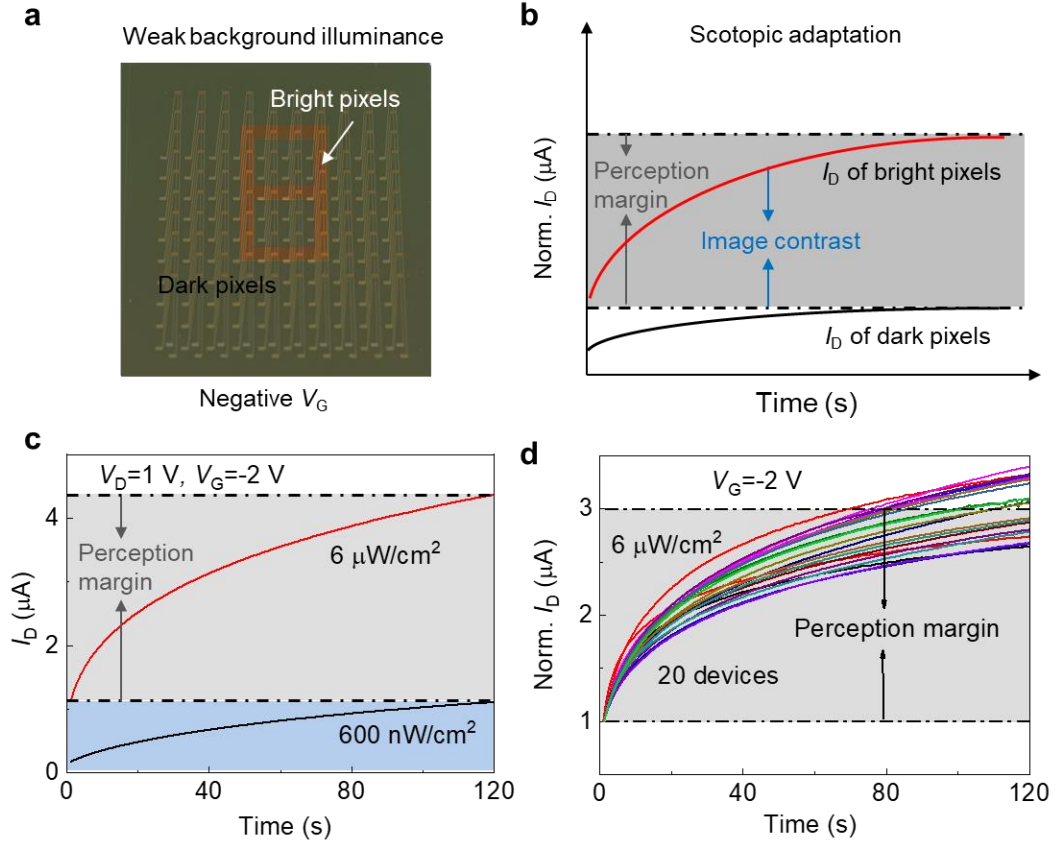 a
Weak background illuminance
Bright pixels
Dark pixels
Negative V_G
b
Scotopic adaptation
Norm. I_D (μA)
Perception
margin
I_D of bright pixels
Image contrast
I_D of dark pixels
Time (s)
c
V_D=1 V, V_G=-2 V
I_D (μA)
4
2
0
Perception
margin
6 μW/cm²
600 nW/cm²
0
40
80
120
Time (s)
d
V_G=-2 V
Norm. I_D (μA)
3
2
1
6 μW/cm²
Perception margin
20 devices
0
40
80
120
Time (s)